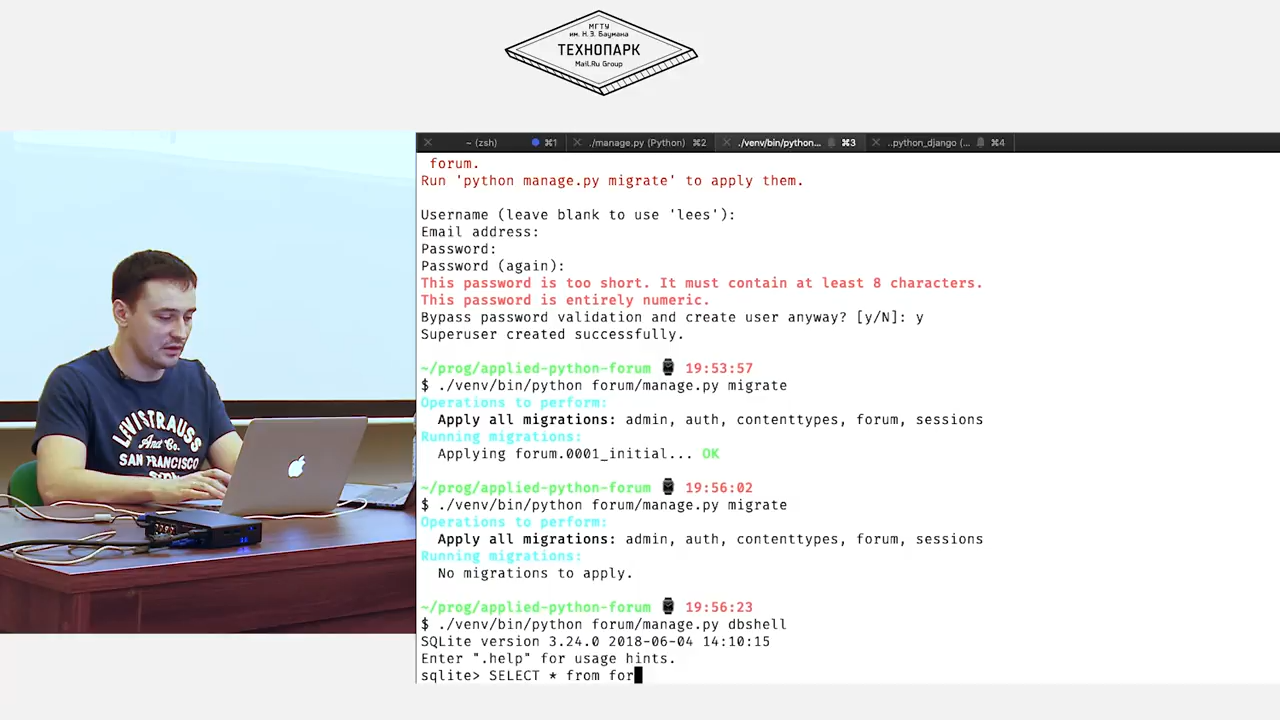 МГТУ
им. Н.Э. Баумана
ТЕХНОПАРК
Mail.Ru Group
~ (zsh) ⌘1
./manage.py (Python) ⌘2
./venv/bin/python... ⌘3
..python_django (... ⌘4
forum.
Run 'python manage.py migrate' to apply them.
Username (leave blank to use 'lees'):
Email address:
Password:
Password (again):
This password is too short. It must contain at least 8 characters.
This password is entirely numeric.
Bypass password validation and create user anyway? [y/N]: y
Superuser created successfully.
~/prog/applied-python-forum 19:53:57
$ ./venv/bin/python forum/manage.py migrate
Operations to perform:
Apply all migrations: admin, auth, contenttypes, forum, sessions
Running migrations:
Applying forum.0001_initial... OK
~/prog/applied-python-forum 19:56:02
$ ./venv/bin/python forum/manage.py migrate
Operations to perform:
Apply all migrations: admin, auth, contenttypes, forum, sessions
Running migrations:
No migrations to apply.
~/prog/applied-python-forum 19:56:23
$ ./venv/bin/python forum/manage.py dbshell
SQLite version 3.24.0 2018-06-04 14:10:15
Enter ".help" for usage hints.
sqlite> SELECT * from for
LEVI STRAUSS
And Co.
SAN FRANCISCO